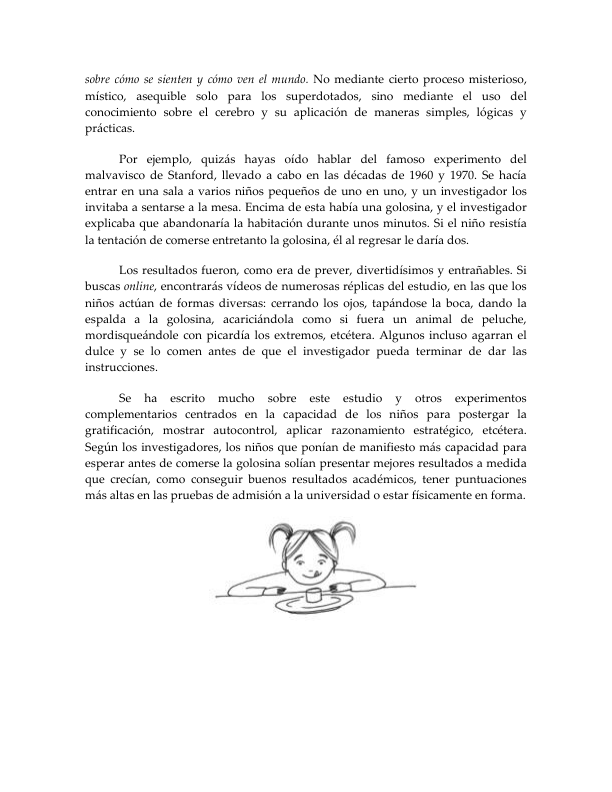 sobre cómo se sienten y cómo ven el mundo. No mediante cierto proceso misterioso,
místico, asequible solo para los superdotados, sino mediante el uso del
conocimiento sobre el cerebro y su aplicación de maneras simples, lógicas y
prácticas.
Por ejemplo, quizás hayas oído hablar del famoso experimento del
malvavisco de Stanford, llevado a cabo en las décadas de 1960 y 1970. Se hacía
entrar en una sala a varios niños pequeños de uno en uno, y un investigador los
invitaba a sentarse a la mesa. Encima de esta había una golosina, y el investigador
explicaba que abandonaría la habitación durante unos minutos. Si el niño resistía
la tentación de comerse entretanto la golosina, él al regresar le daría dos.
Los resultados fueron, como era de prever, divertidísimos y entrañables. Si
buscas online, encontrarás vídeos de numerosas réplicas del estudio, en las que los
niños actúan de formas diversas: cerrando los ojos, tapándose la boca, dando la
espalda a la golosina, acariciándola como si fuera un animal de peluche,
mordisqueándole con picardía los extremos, etcétera. Algunos incluso agarran el
dulce y se lo comen antes de que el investigador pueda terminar de dar las
instrucciones.
Se ha escrito mucho sobre este estudio y otros experimentos
complementarios centrados en la capacidad de los niños para postergar la
gratificación, mostrar autocontrol, aplicar razonamiento estratégico, etcétera.
Según los investigadores, los niños que ponían de manifiesto más capacidad para
esperar antes de comerse la golosina solían presentar mejores resultados a medida
que crecían, como conseguir buenos resultados académicos, tener puntuaciones
más altas en las pruebas de admisión a la universidad o estar físicamente en forma.